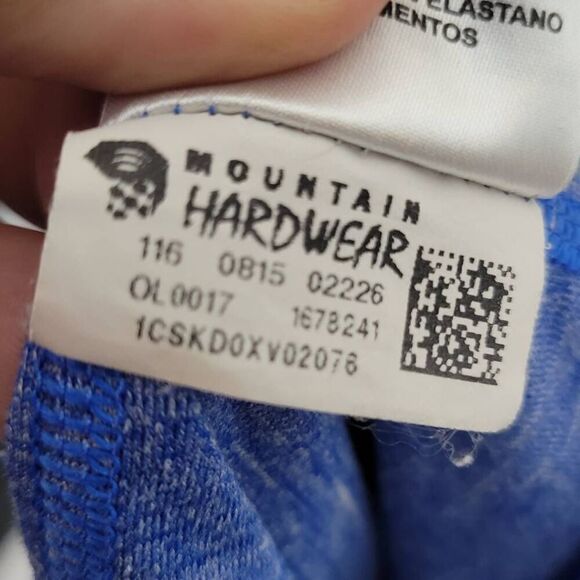 ELASTANO
MENTOS
MOUNTAIN
HARDWEAR
116 0815 02226
OL0017 1678241
1CSKD0XV02076